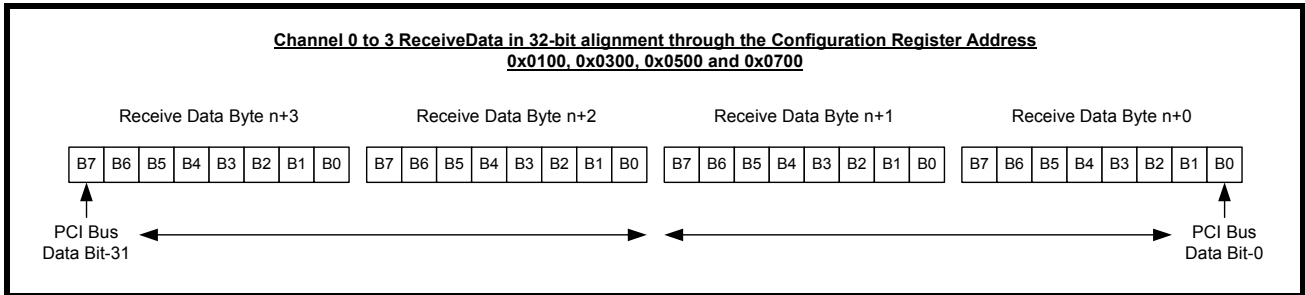 Channel 0 to 3 ReceiveData in 32-bit alignment through the Configuration Register Address
0x0100, 0x0300, 0x0500 and 0x0700
Receive Data Byte n+3 Receive Data Byte n+2 Receive Data Byte n+1 Receive Data Byte n+0
B7 B6 B5 B4 B3 B2 B1 B0 B7 B6 B5 B4 B3 B2 B1 B0 B7 B6 B5 B4 B3 B2 B1 B0 B7 B6 B5 B4 B3 B2 B1 B0
PCI Bus PCI Bus
Data Bit-31 Data Bit-0